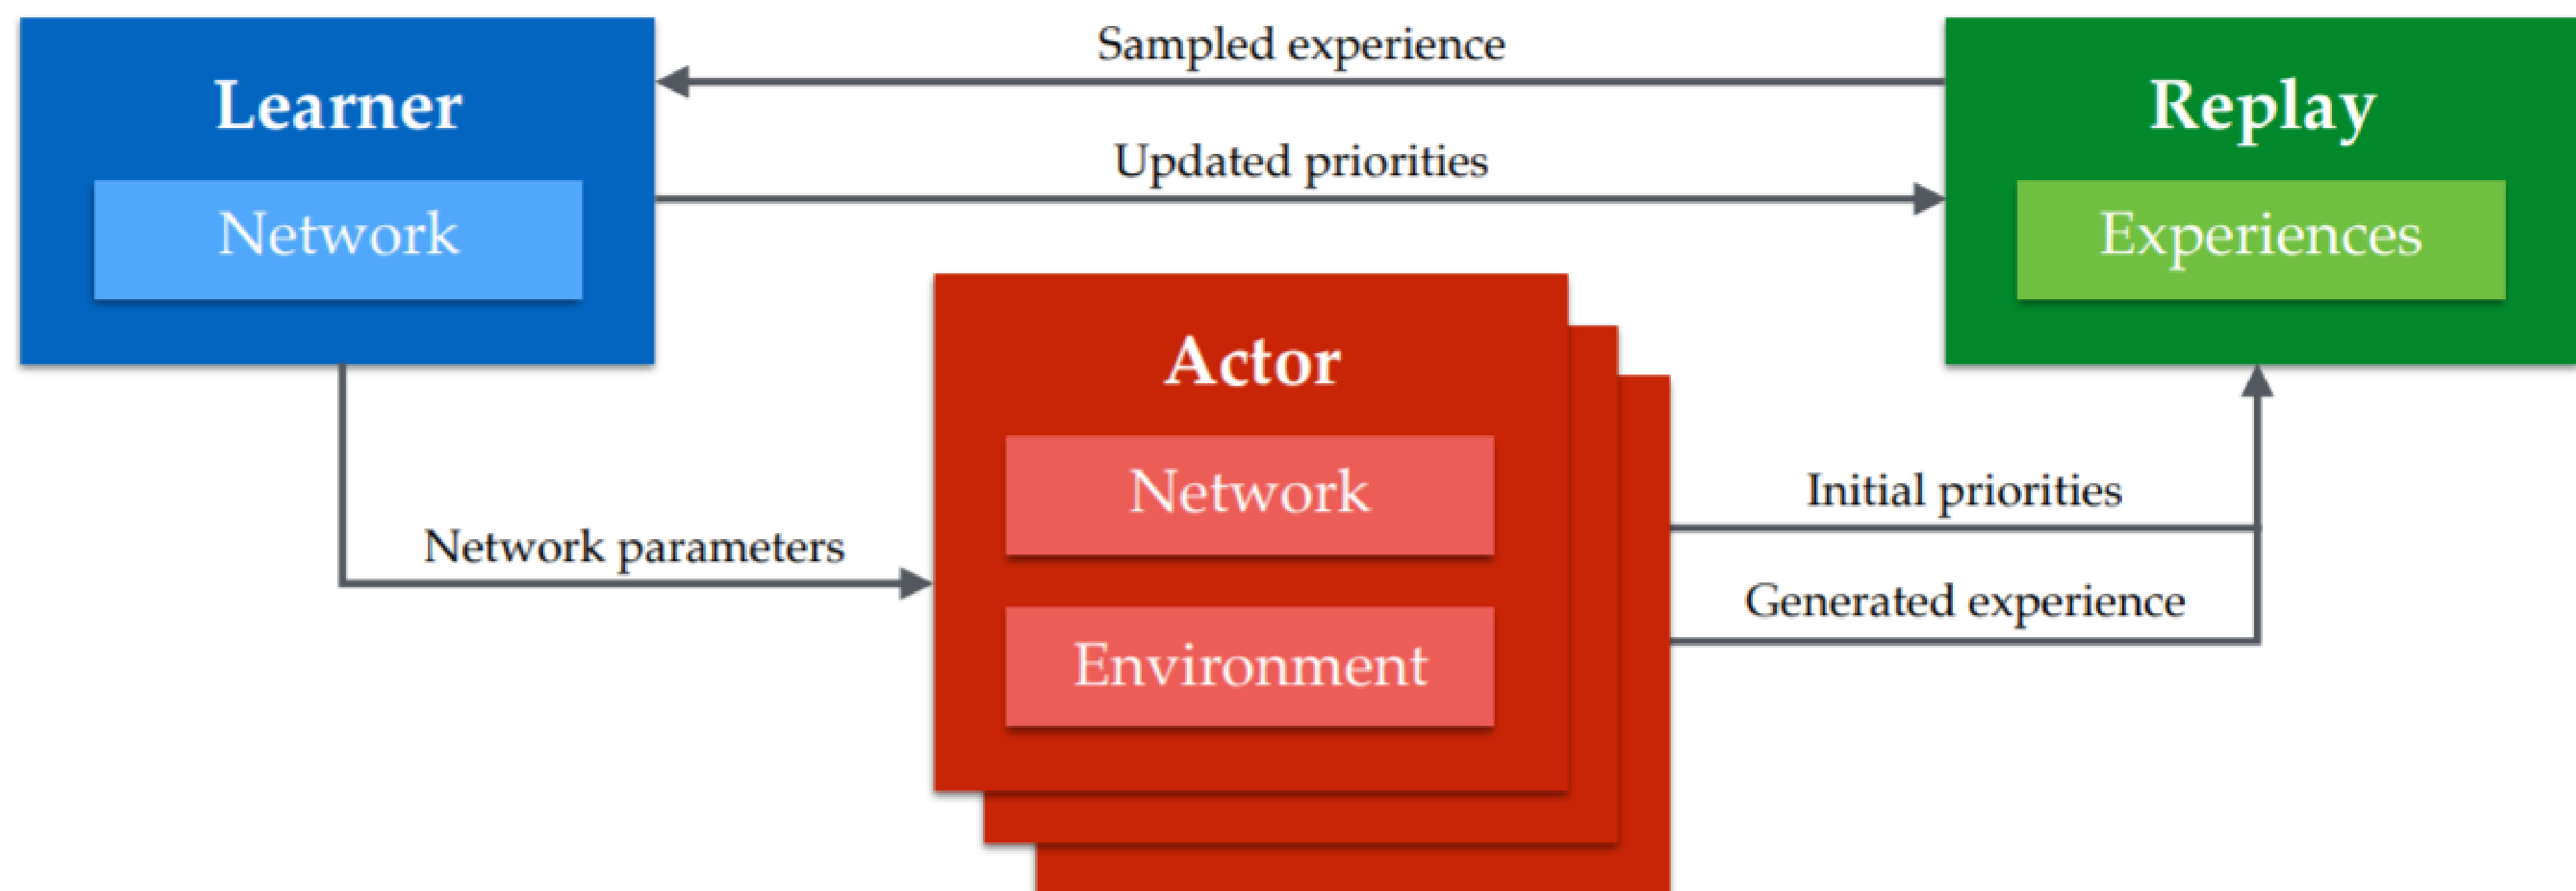 Sampled experience
Learner
Replay
Updated priorities
Network
Experiences
Actor
Network
Initial priorities
Network parameters
Generated experience
Environment